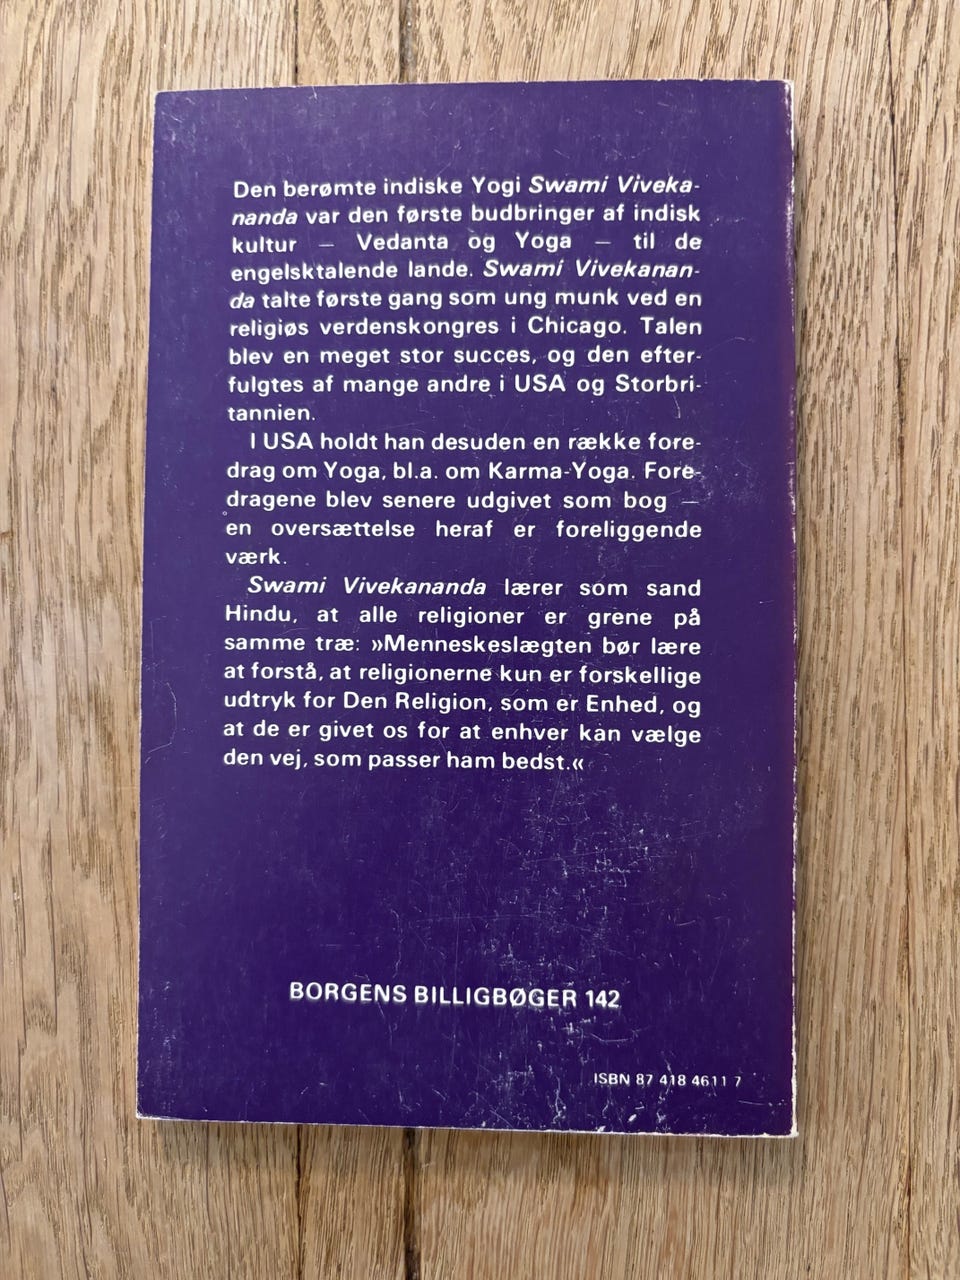 Den berømte indiske Yogi Swami Viveka-
nanda var den første budbringer af indisk
kultur — Vedanta og Yoga — til de
engelsktalende lande. Swami Vivekanan-
da talte første gang som ung munk ved en
religiøs verdenskongres i Chicago. Talen
blev en meget stor succes, og den efter-
fulgtes af mange andre i USA og Storbri-
tannien.
I USA holdt han desuden en række fore-
drag om Yoga, bl.a. om Karma-Yoga. Fore-
dragene blev senere udgivet som bog —
en oversættelse heraf er foreliggende
værk.
Swami Vivekananda lærer som sand
Hindu, at alle religioner er grene på
samme træ: »Menneskeslægten bør lære
at forstå, at religionerne kun er forskellige
udtryk for Den Religion, som er Enhed, og
at de er givet os for at enhver kan vælge
den vej, som passer ham bedst.«
BORGENS BILLIGBØGER 142
ISBN 87 418 4611 7